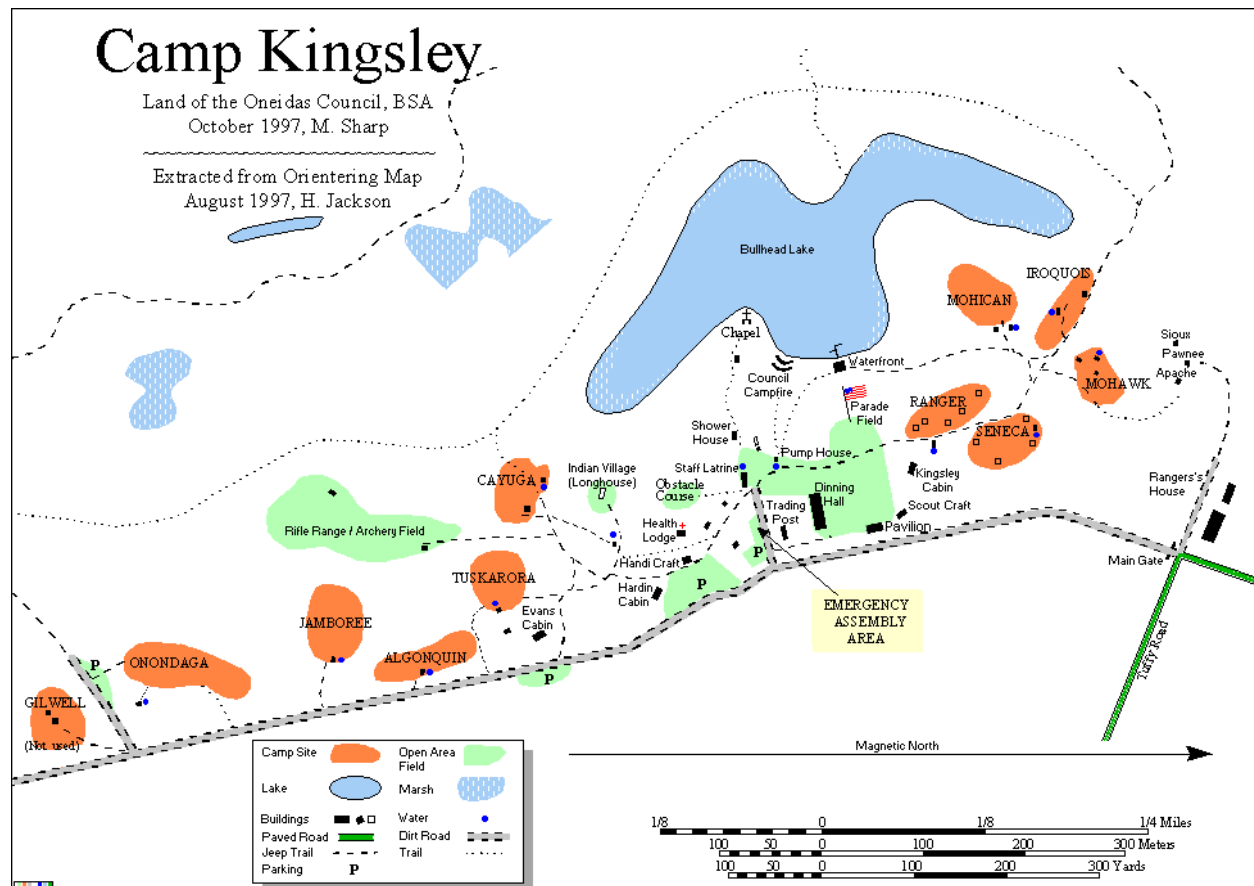 Camp Kingsley
Land of the Oneidas Council, BSA
October 1997, M. Sharp
Extracted from Orientering Map
August 1997, H. Jackson
Bullhead Lake
IROQUOIS
MOHICAN
Chapel
Sioux
Pawnee
Apache
Waterfront
Council
Campfire
MOHAWK
Parade
Field
RANGER
SENECA
Shower
House
Pump House
Staff Latrine
Indian Village
(Longhouse)
CAYUGA
Obstacle
Course
Dinning
Hall
Kingsley
Cabin
Rangers's
House
Scout Craft
Trading
Post
Pavilion
Rifle Range / Archery Field
Health
Lodge
P
Main Gate
Handi Craft
P
TUSKARORA
Hardin
Cabin
EMERGENCY
ASSEMBLY
AREA
Evans
Cabin
JAMBOREE
ALGONQUIN
P
ONONDAGA
P
GILWELL
(Not used)
Tuffy Road
Magnetic North
Camp Site
Open Area
Field
Lake
Marsh
Buildings
Water
Paved Road
Dirt Road
Jeep Trail
Trail
Parking P
1/8 0 1/8 1/4 Miles
100 0 100 200 300 Meters
100 0 100 200 300 Yards